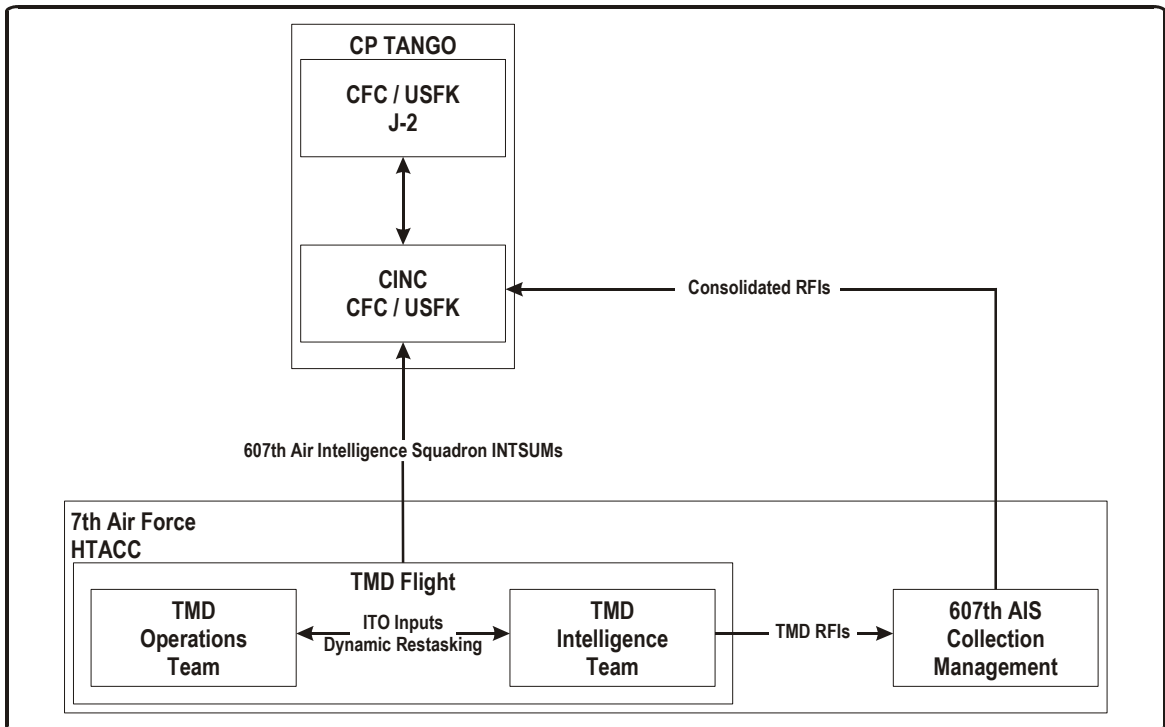 CP TANGO
CFC / USFK
J-2
CINC
CFC / USFK
Consolidated RFIs
607th Air Intelligence Squadron INTSUMs
7th Air Force
HTACC
TMD Flight
TMD
Operations
Team
ITO Inputs
Dynamic Restasking
TMD
Intelligence
Team
TMD RFIs
607th AIS
Collection
Management